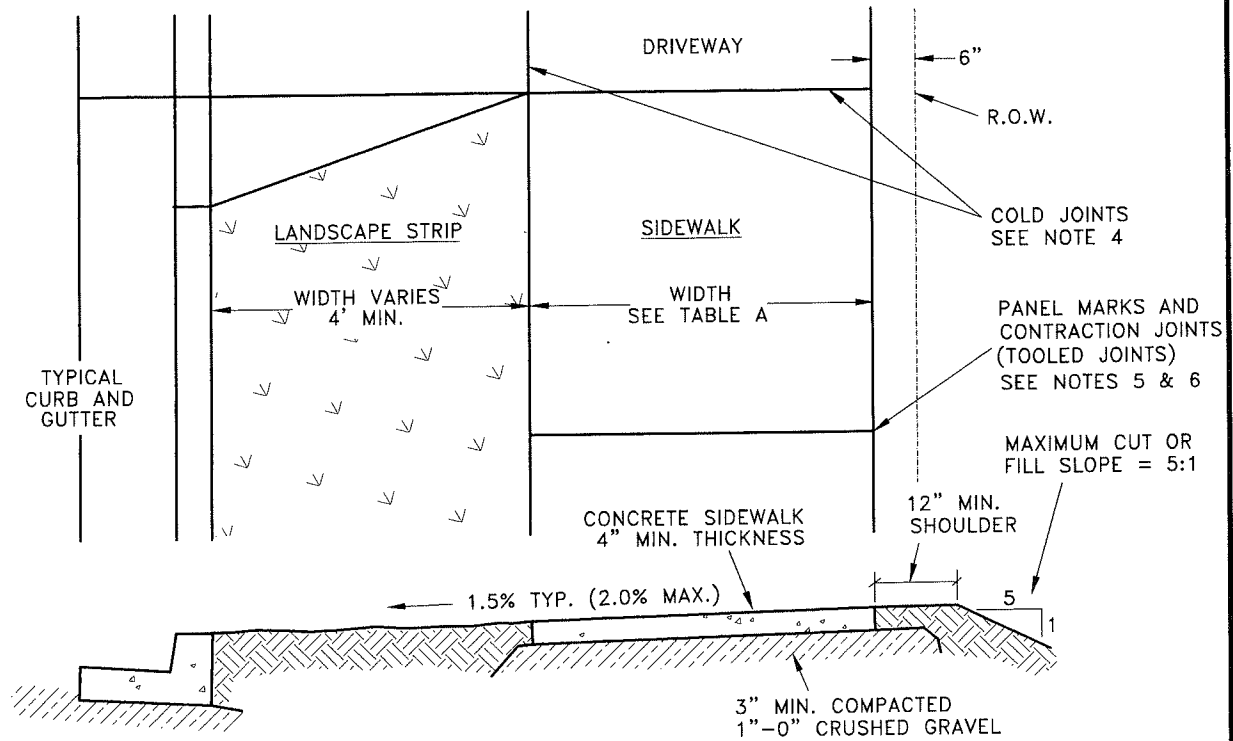 DRIVEWAY
6”
R.O.W.
COLD JOINTS
SEE NOTE 4
LANDSCAPE STRIP
SIDEWALK
WIDTH VARIES
4' MIN.
WIDTH
SEE TABLE A
PANEL MARKS AND
CONTRACTION JOINTS
(TOOLED JOINTS)
SEE NOTES 5 & 6
TYPICAL
CURB AND
GUTTER
MAXIMUM CUT OR
FILL SLOPE = 5:1
12” MIN.
SHOULDER
CONCRETE SIDEWALK
4” MIN. THICKNESS
1.5% TYP. (2.0% MAX.)
5
1
3” MIN. COMPACTED
1”-0” CRUSHED GRAVEL